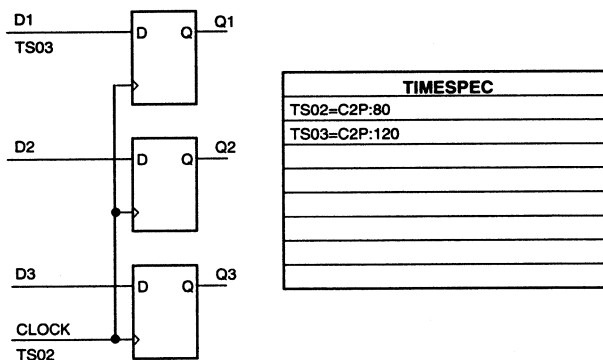 D1
Q1
D Q
TS03
TIMESPEC
TS02=C2P:80
TS03=C2P:120
D2
Q2
D Q
D3
Q3
D Q
CLOCK
TS02